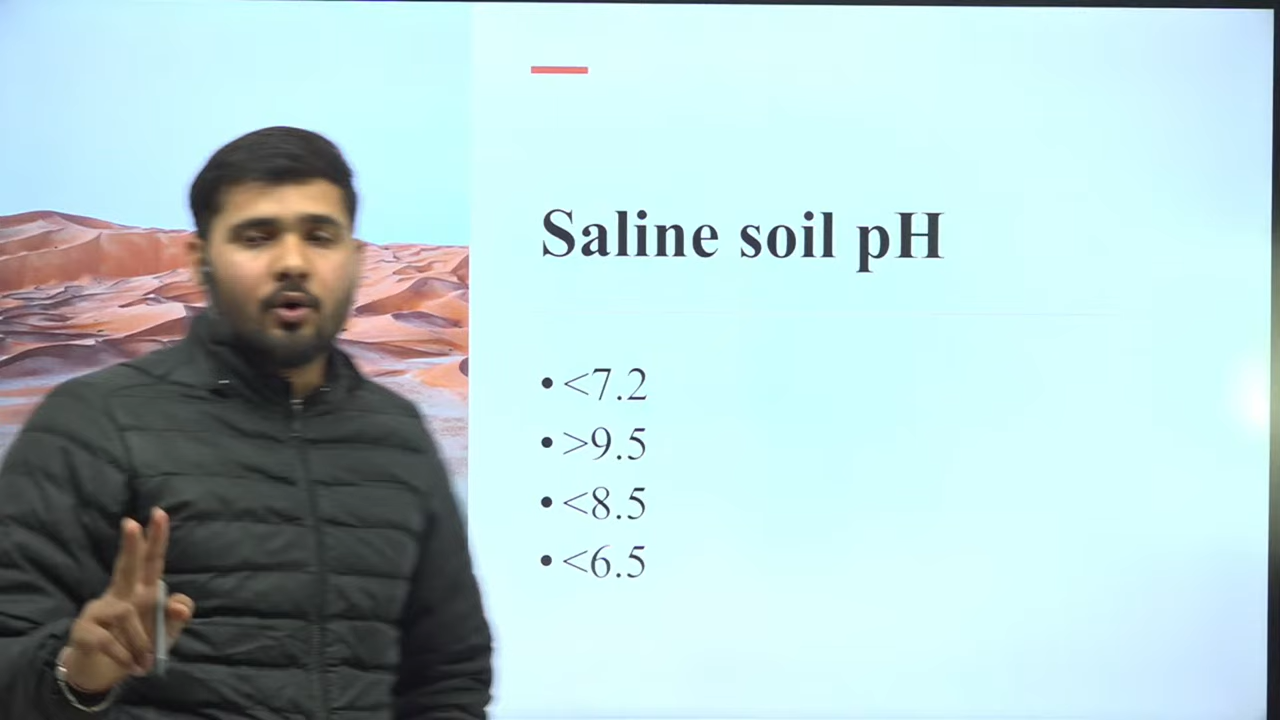 Saline soil pH
• <7.2
• >9.5
• <8.5
• <6.5